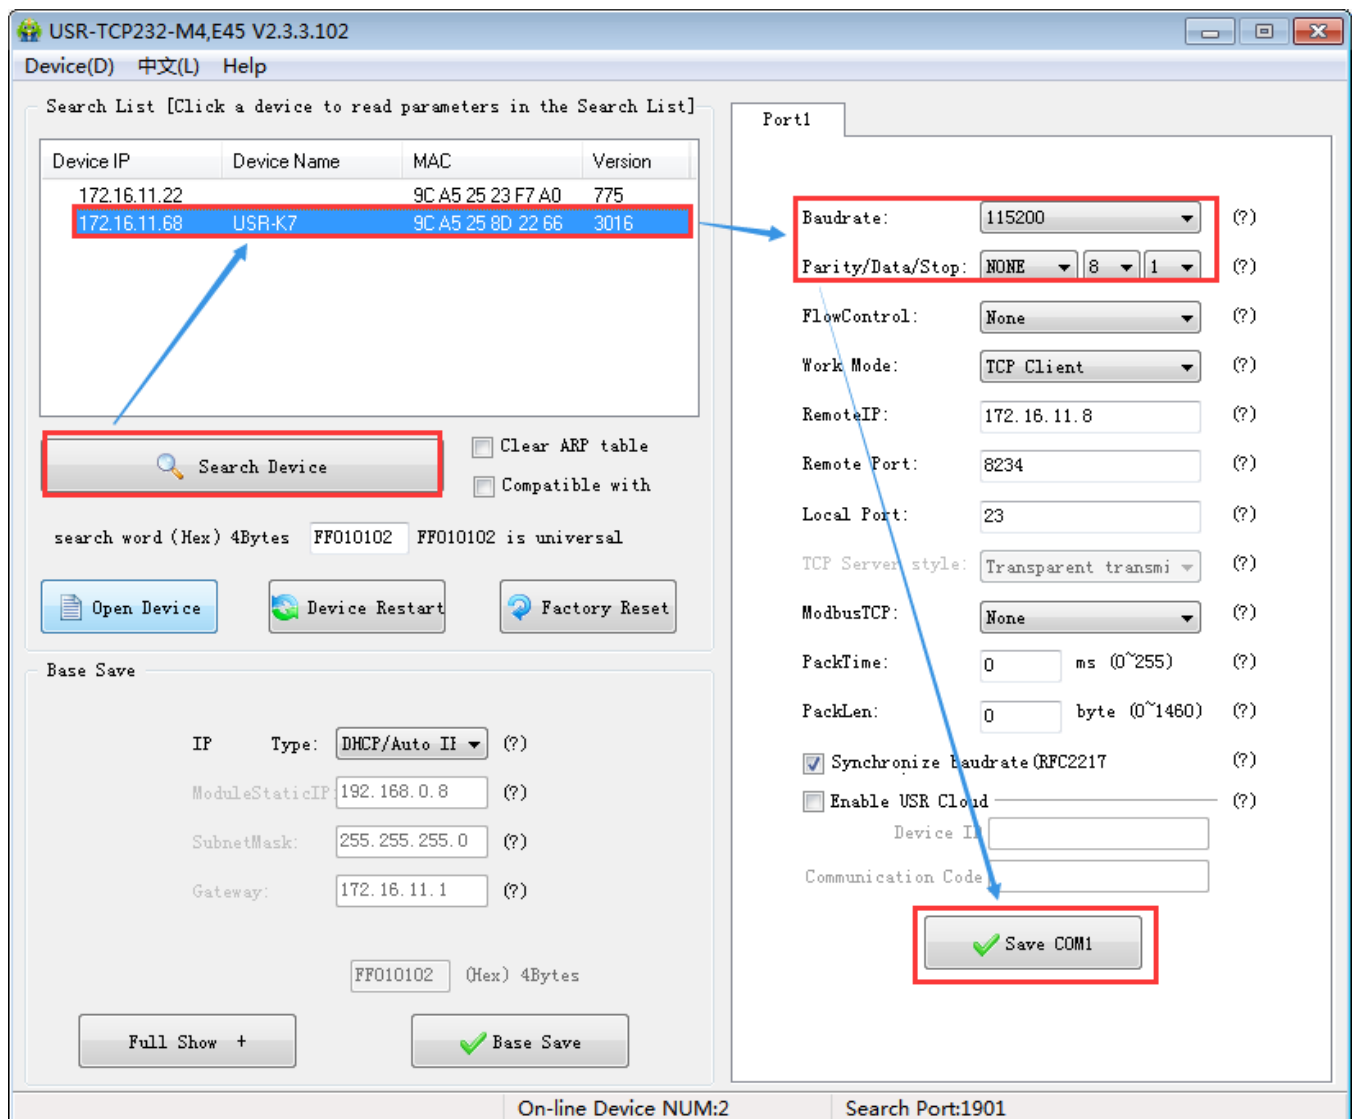 USR-TCP232-M4,E45 V2.3.3.102
Device(D) 中文(L) Help
Search List [Click a device to read parameters in the Search List]
Device IP Device Name MAC Version
172.16.11.22 9C A5 25 23 F7 A0 775
172.16.11.68 USR-K7 9C A5 25 8D 22 66 3016
Search Device
Clear ARP table
Compatible with
search word(Hex) 4Bytes FF010102 FF010102 is universal
Open Device Device Restart Factory Reset
Base Save
IP Type: DHCP/Auto II (?)
ModuleStaticIP: 192.168.0.8 (?)
SubnetMask: 255.255.255.0 (?)
Gateway: 172.16.11.1 (?)
FF010102 (Hex) 4Bytes
Full Show + Base Save
Port1
Baudrate: 115200 (?)
Parity/Data/Stop: NONE 8 1 (?)
FlowControl: None (?)
Work Mode: TCP Client (?)
RemoteIP: 172.16.11.8 (?)
Remote Port: 8234 (?)
Local Port: 23 (?)
TCP Server style: Transparent transmi (?)
ModbusTCP: None (?)
PackTime: 0 ms (0~255) (?)
PackLen: 0 byte (0~1460) (?)
Synchronize baudrate(RFC2217 (?)
Enable USR Cloud (?)
Device ID
Communication Code
Save COM1
On-line Device NUM:2 Search Port:1901